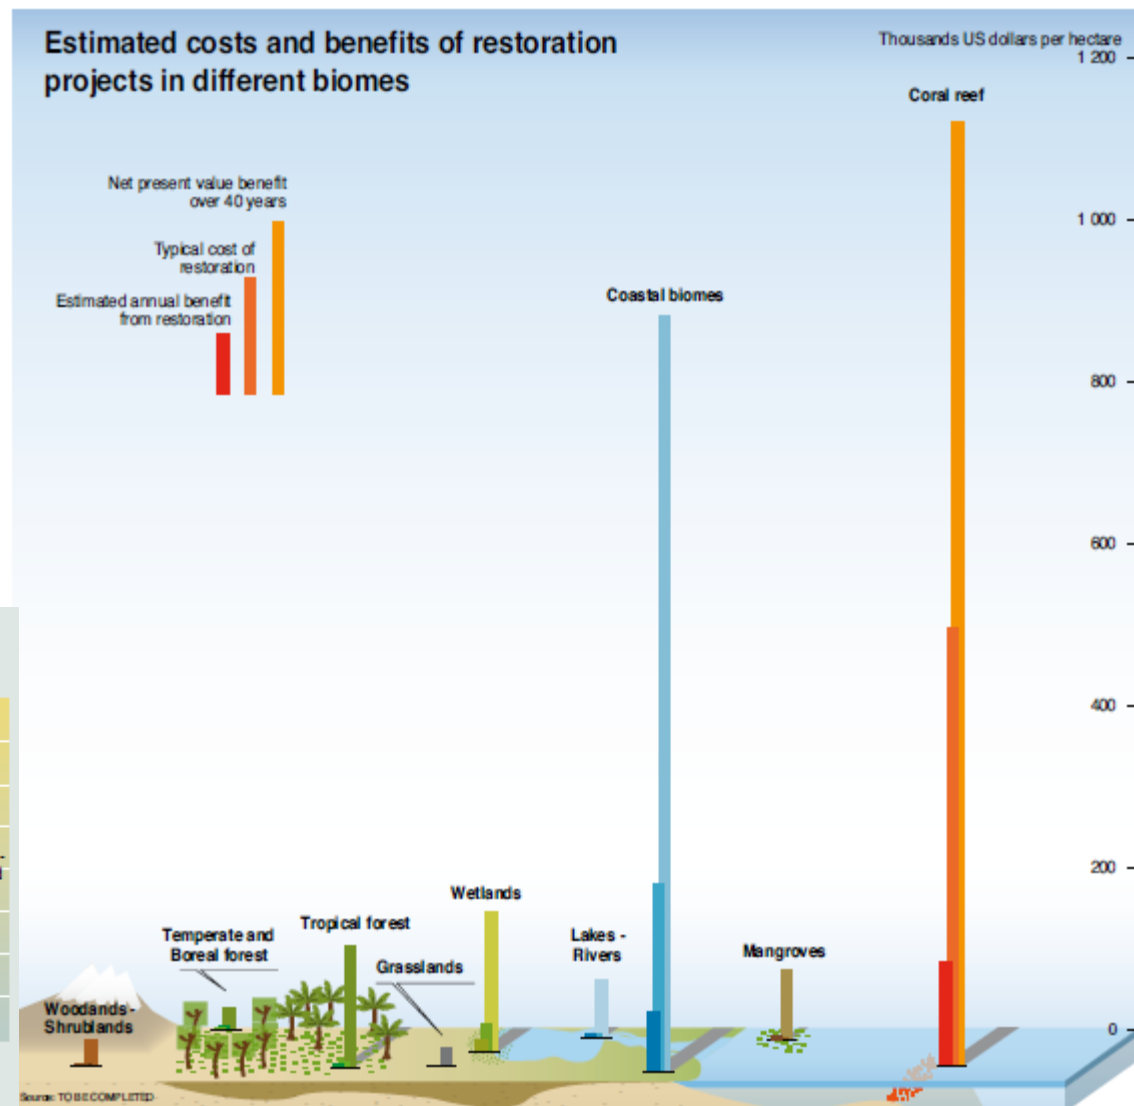 Estimated costs and benefits of restoration
projects in different biomes
Thousands US dollars per hectare
1 200
Coral reef
Net present value benefit
over 40 years
1 000
Typical cost of
restoration
Estimated annual benefit
from restoration
Coastal biomes
800
600
400
200
Wetlands
Tropical forest
Temperate and
Boreal forest
Lakes -
Rivers
Mangroves
Grasslands
Woodands-
Shrublands
0
Source: TO BE COMPLETED